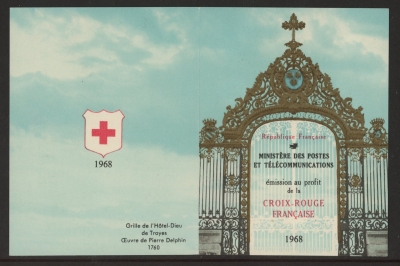 1968
Grille de l'Hôtel-Dieu
de Troyes
Œuvre de Pierre Delphin
1760
République Française
MINISTÈRE DES POSTES
ET TÉLÉCOMMUNICATIONS
émission au profit
de la
CROIX-ROUGE
FRANÇAISE
1968